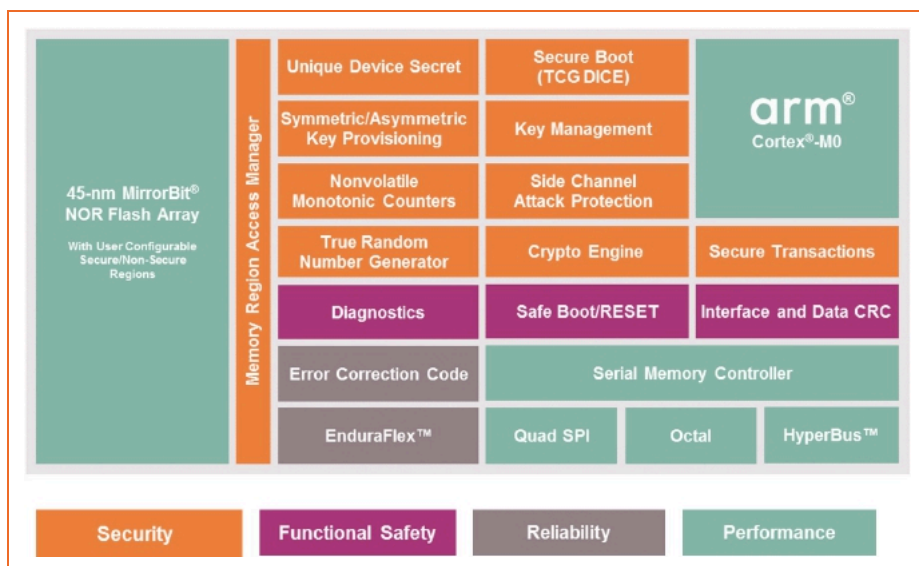 45-nm MirrorBit®
NOR Flash Array
With User Configurable
Secure/Non-Secure
Regions
Memory Region Access Manager
Unique Device Secret
Secure Boot
(TCG DICE)
arm®
Cortex®-M0
Symmetric/Asymmetric
Key Provisioning
Key Management
Nonvolatile
Monotonic Counters
Side Channel
Attack Protection
True Random
Number Generator
Crypto Engine
Secure Transactions
Diagnostics
Safe Boot/RESET
Interface and Data CRC
Error Correction Code
Serial Memory Controller
EnduraFlex™
Quad SPI
Octal
HyperBus™
Security
Functional Safety
Reliability
Performance